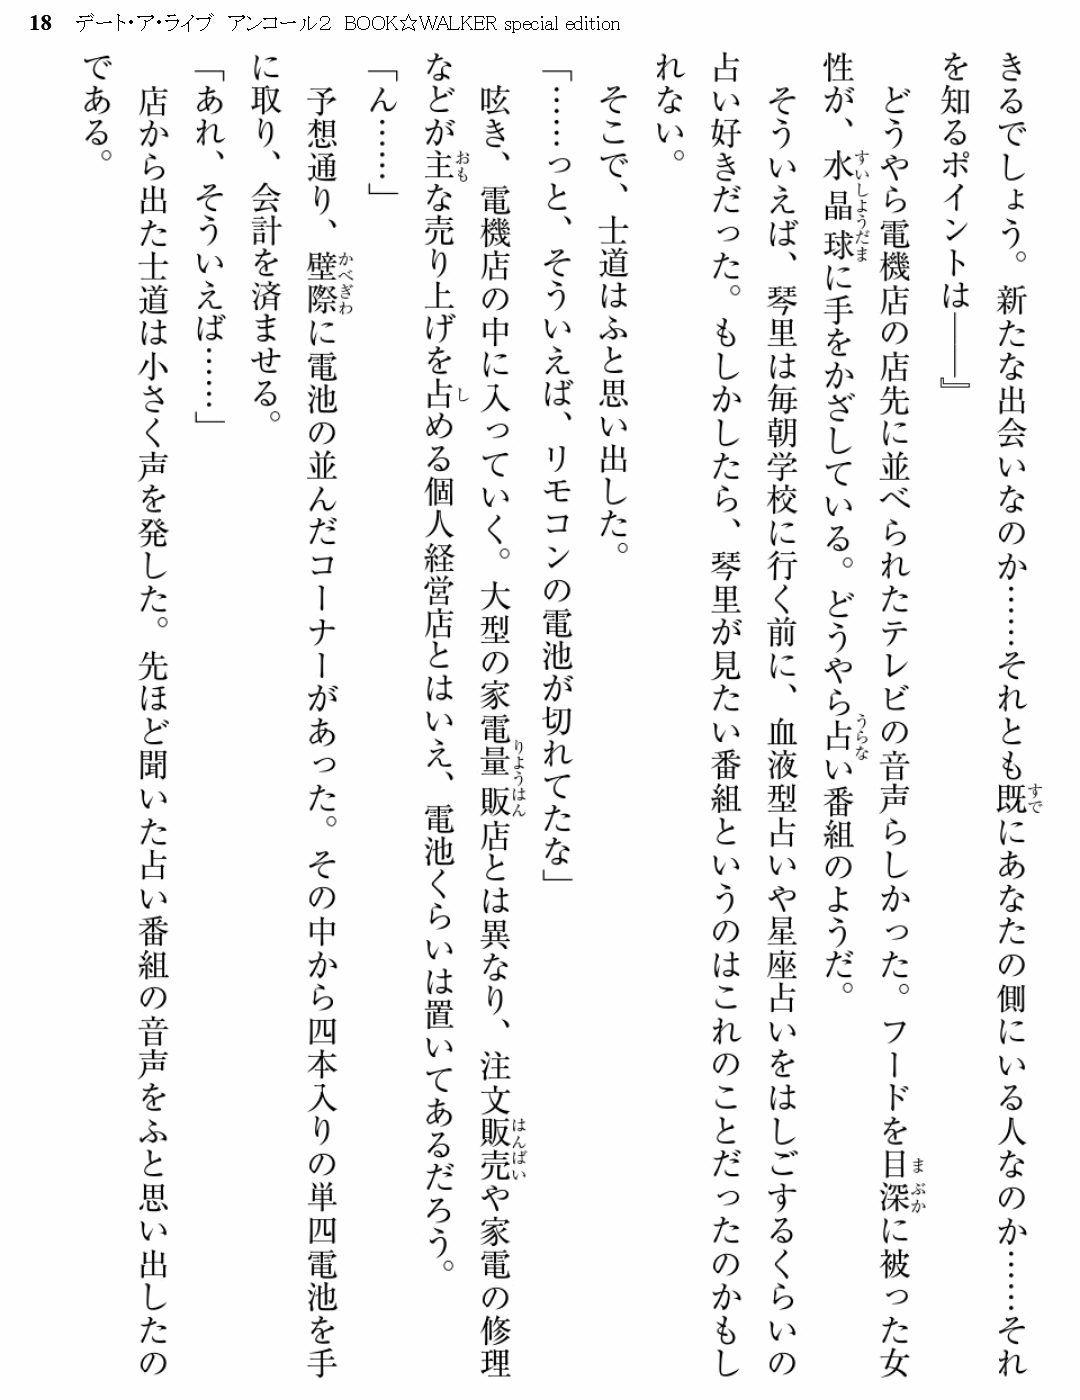 18 デート・ア・ライブ アンコール2 BOOK☆WALKER special edition
きるでしょう。新たな出会いなのか……それとも既にあなたの側にいる人なのか……それ
を知るポイントは――』
どうやら電機店の店先に並べられたテレビの音声らしかった。フードを目深に被った女
性が、水晶球に手をかざしている。どうやら占い番組のようだ。
そういえば、琴里は毎朝学校に行く前に、血液型占いや星座占いをはしごするくらいの
占い好きだった。もしかしたら、琴里が見たい番組というのはこれのことだったのかもし
れない。
そこで、士道はふと思い出した。
「……っと、そういえば、リモコンの電池が切れてたな」
呟き、電機店の中に入っていく。大型の家電量販店とは異なり、注文販売や家電の修理
などが主な売り上げを占める個人経営店とはいえ、電池くらいは置いてあるだろう。
「ん……」
予想通り、壁際に電池の並んだコーナーがあった。その中から四本入りの単四電池を手
に取り、会計を済ませる。
「あれ、そういえば……」
店から出た士道は小さく声を発した。先ほど聞いた占い番組の音声をふと思い出したの
である。